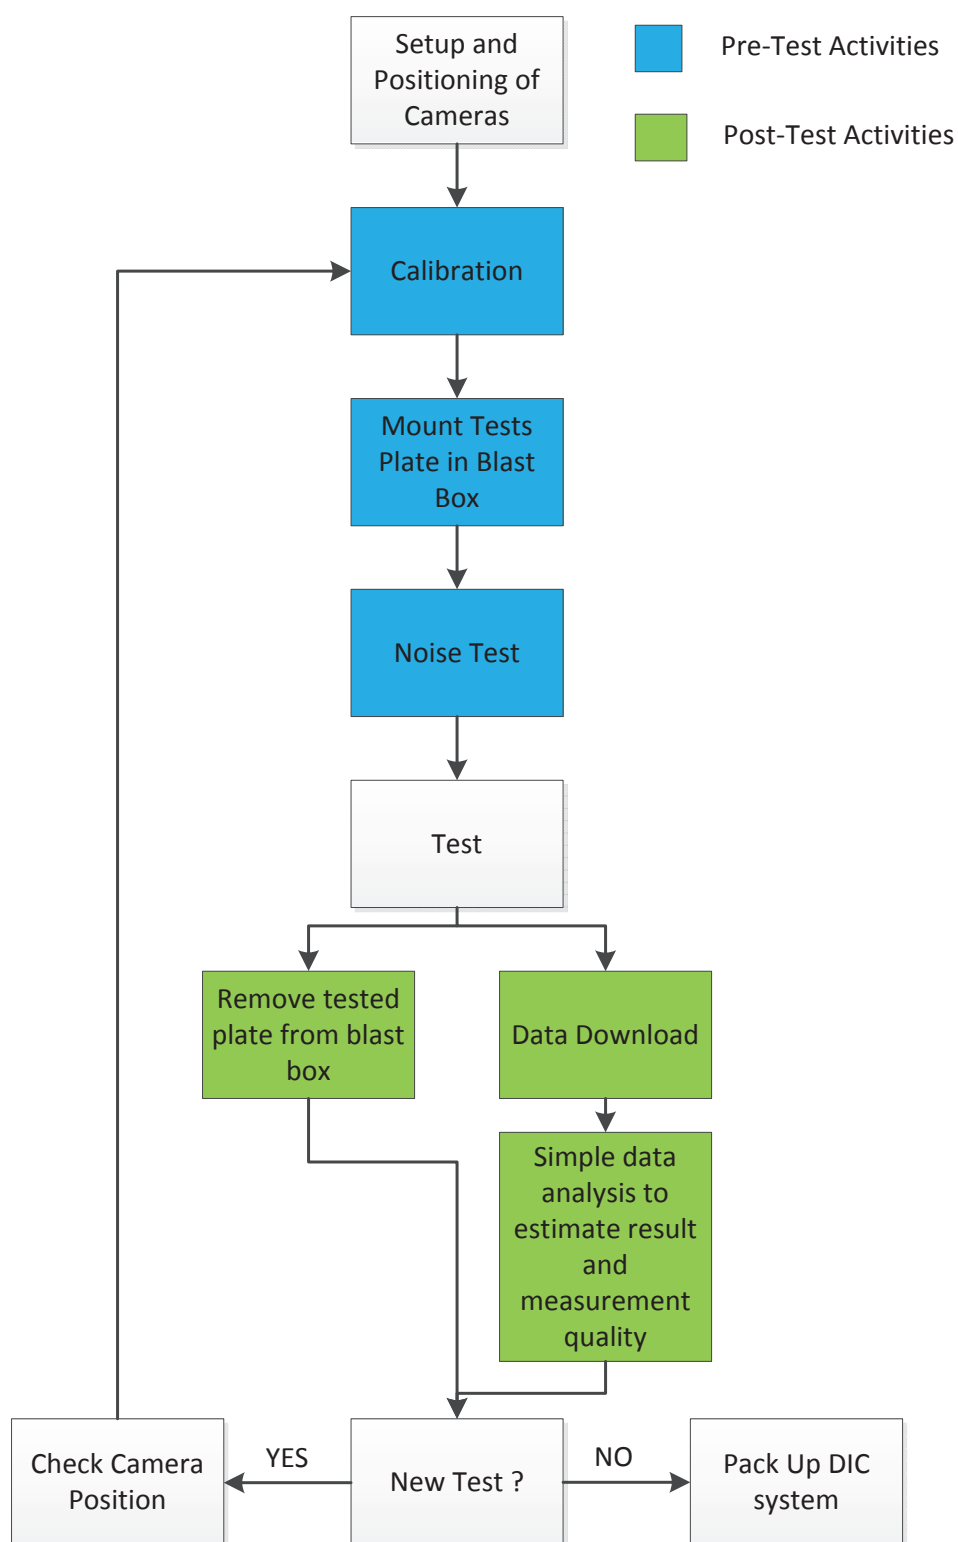 Setup and
Positioning of
Cameras
Pre-Test Activities
Post-Test Activities
Calibration
Mount Tests
Plate in Blast
Box
Noise Test
Test
Remove tested
plate from blast
box
Data Download
Simple data
analysis to
estimate result
and
measurement
quality
Check Camera
Position
YES
New Test ?
NO
Pack Up DIC
system